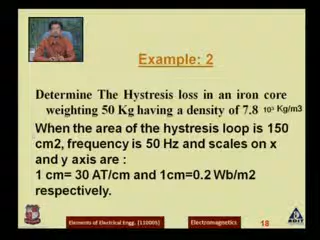 Example: 2
Determine The Hystresis loss in an iron core
weighting 50 Kg having a density of 7.8 10³ Kg/m3
When the area of the hystresis loop is 150
cm2, frequency is 50 Hz and scales on x
and y axis are :
1 cm= 30 AT/cm and 1cm=0.2 Wb/m2
respectively.
Elements of Electrical Engg. [110005]
Electromagnetics
18
ADIT